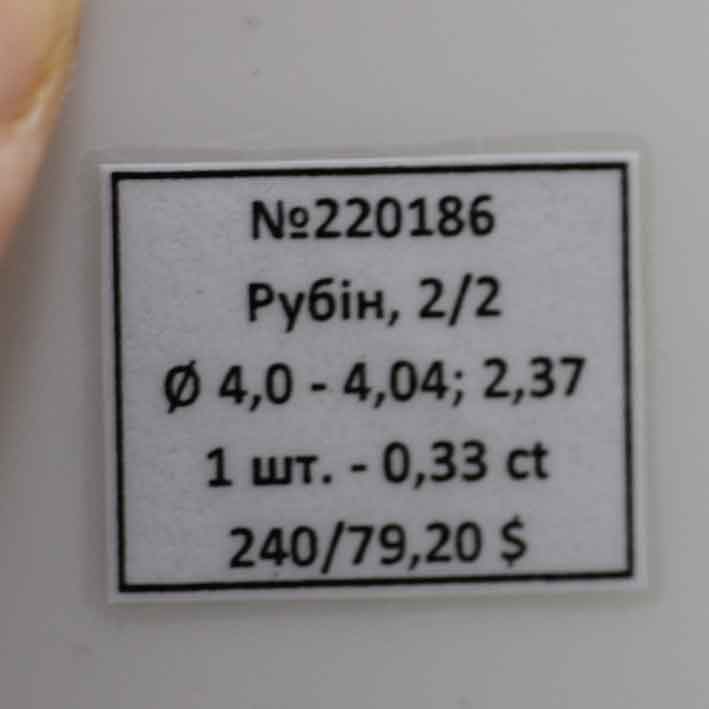 №220186
Рубін, 2/2
Ø 4,0 - 4,04; 2,37
1 шт. - 0,33 ct
240/79,20 $